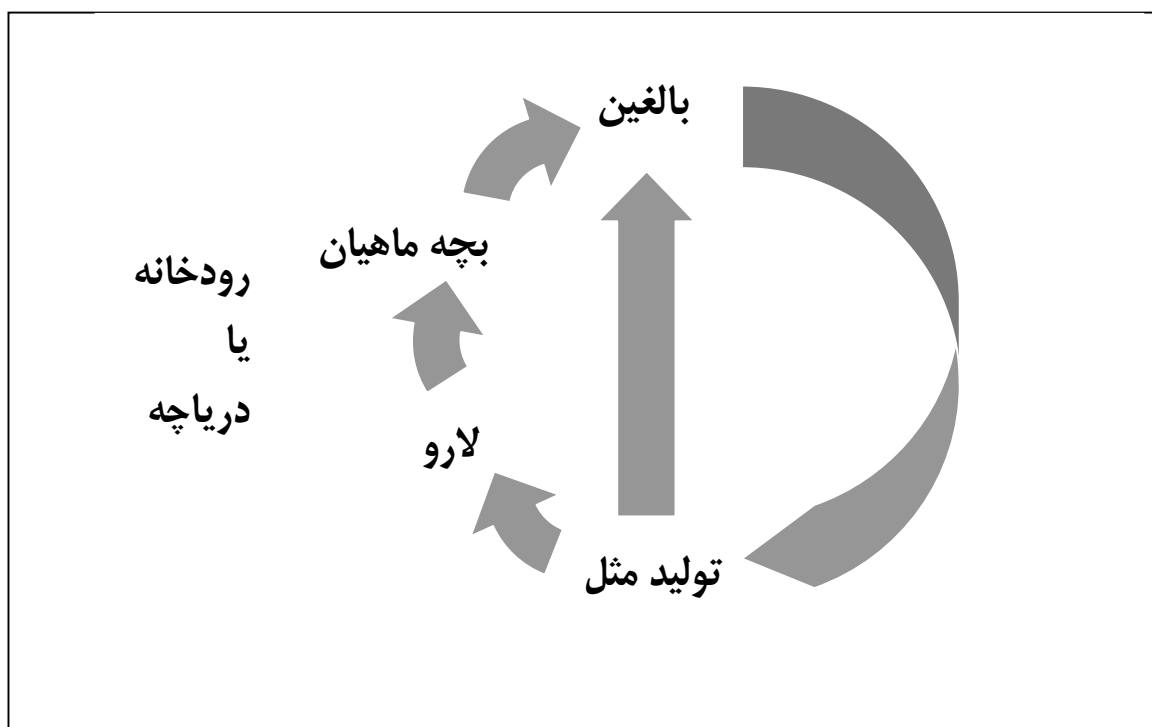 بالغین
بچه ماهیان
رودخانه
یا
دریاچه
لارو
تولید مثل